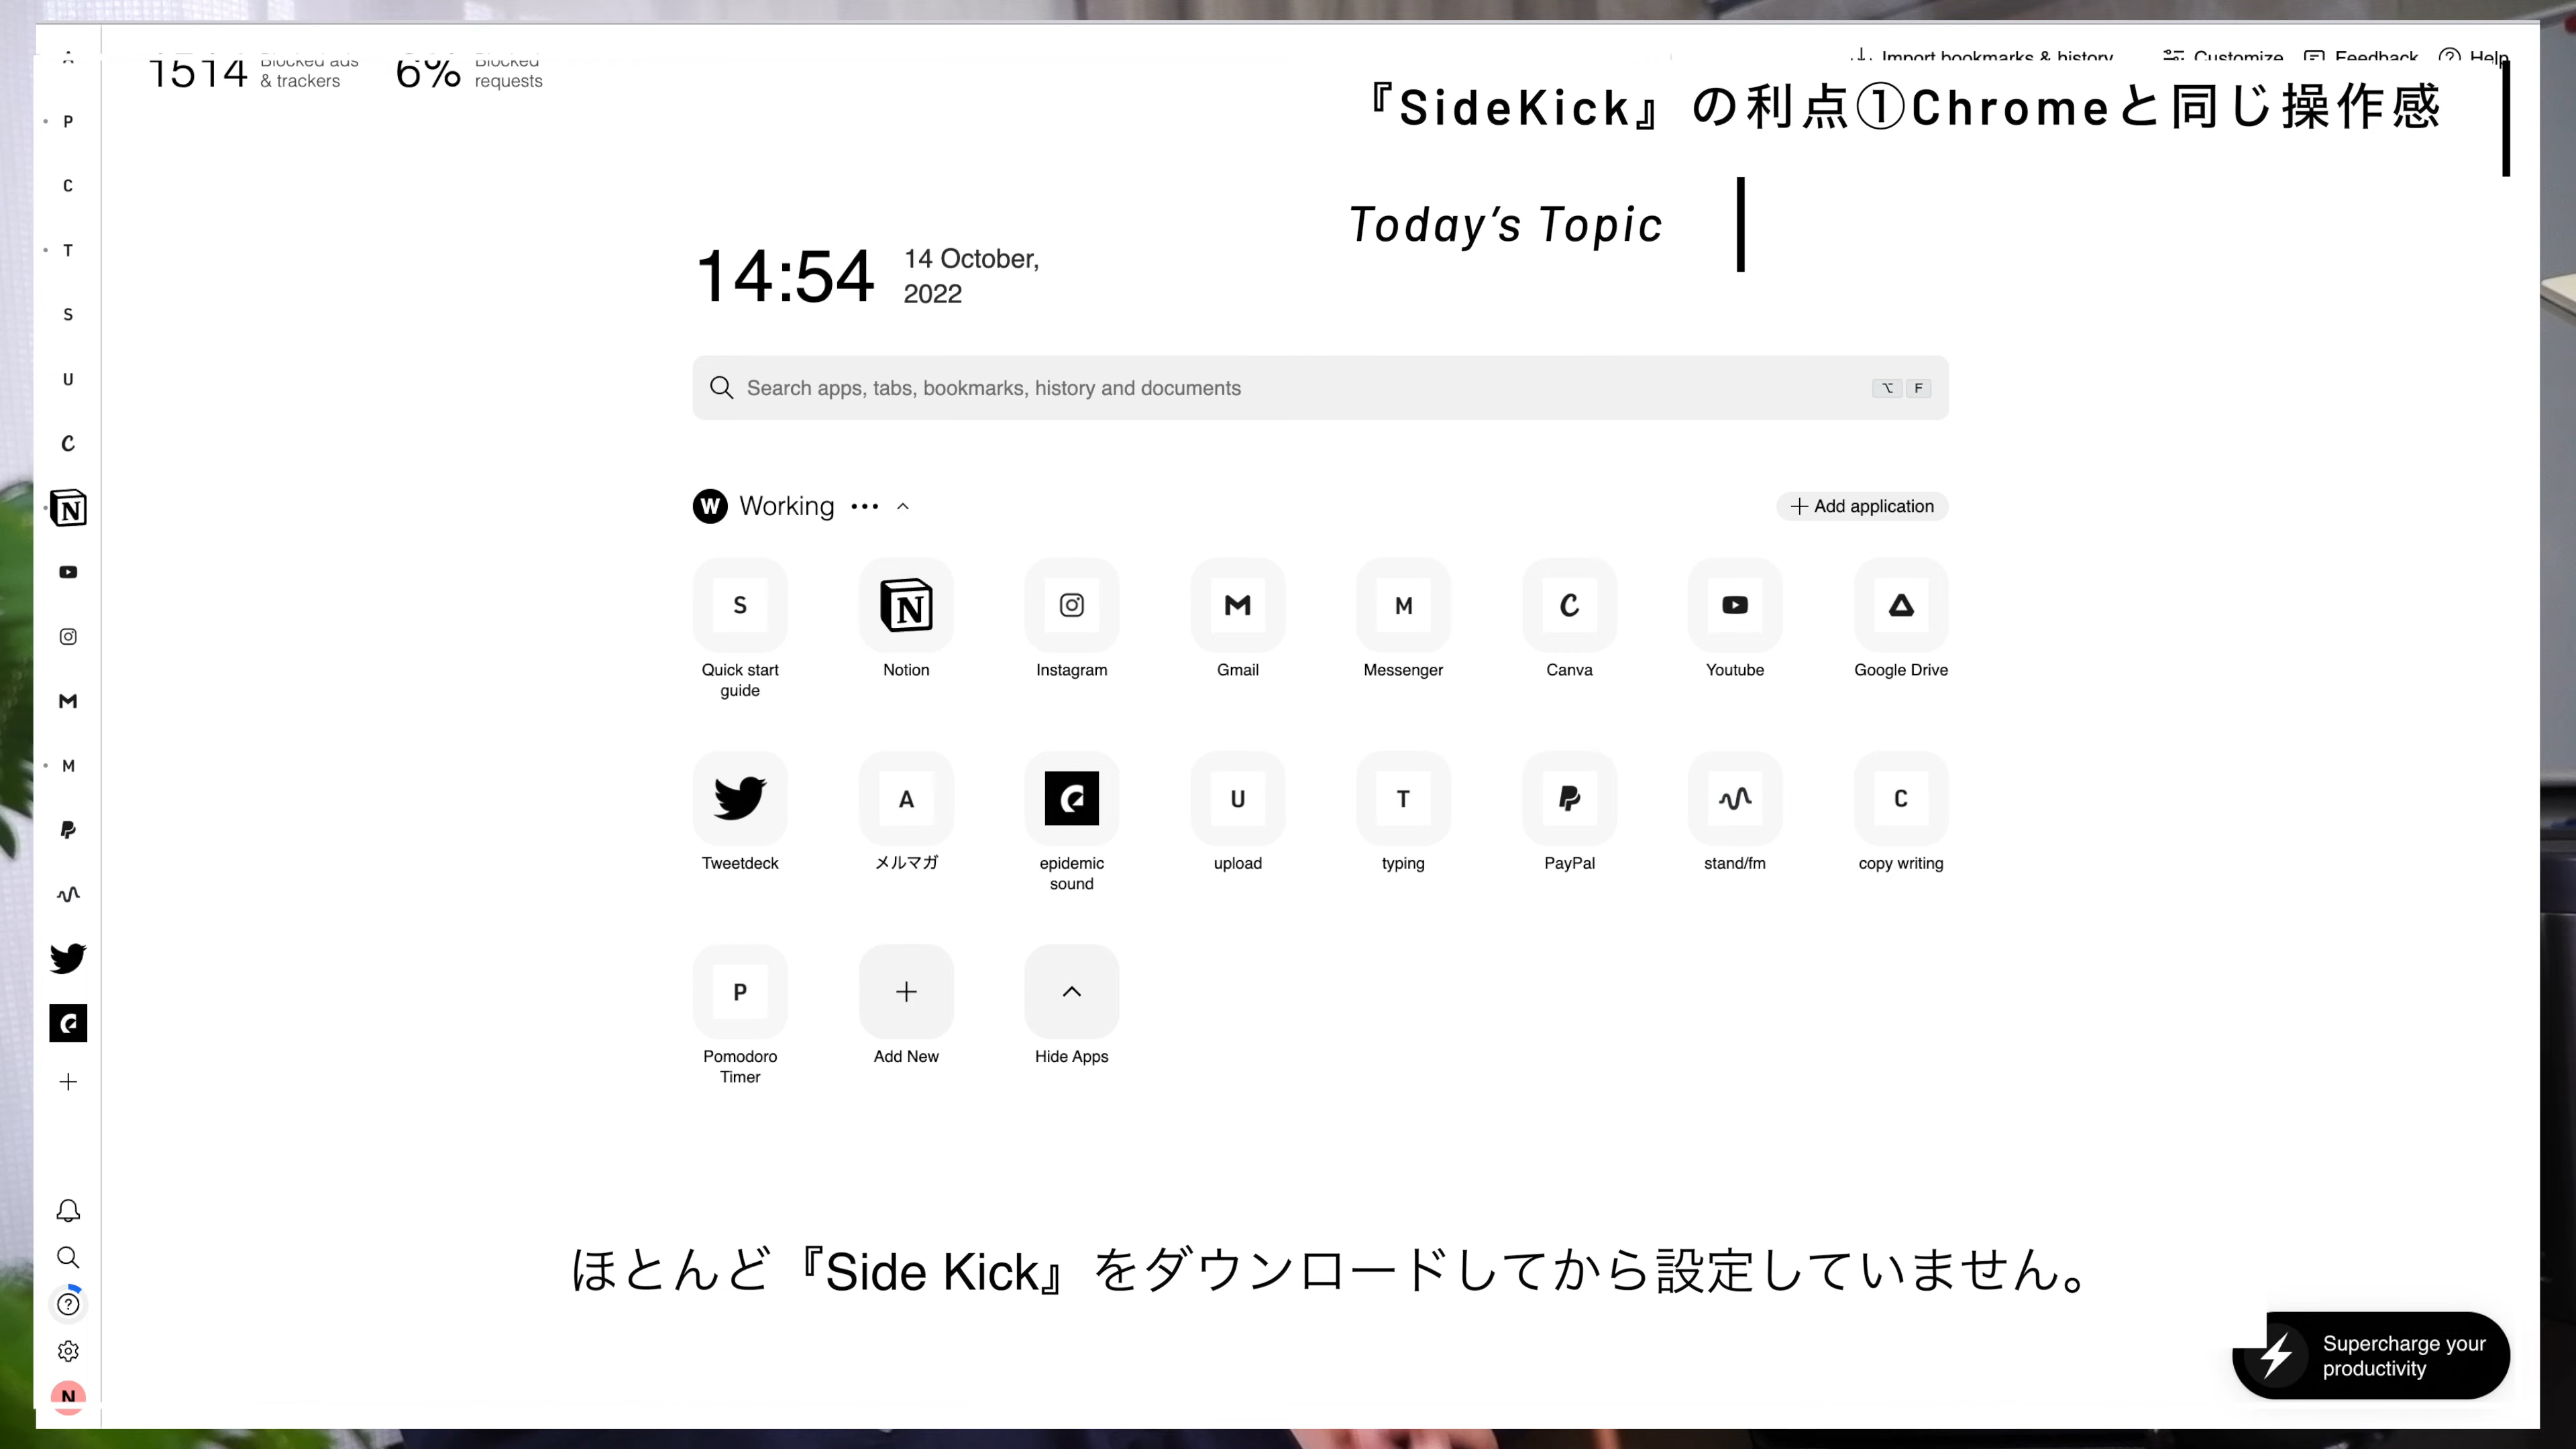 1514 Blocked ads & trackers 6% Blocked requests
Import bookmarks & history Customize Feedback Help
『SideKick』の利点①Chromeと同じ操作感
Today's Topic
14:54 14 October, 2022
Search apps, tabs, bookmarks, history and documents ⌥ F
W Working ••• Add application
S N M M C
Quick start guide Notion Instagram Gmail Messenger Canva Youtube Google Drive
A U T C
Tweetdeck メルマガ epidemic sound upload typing PayPal stand/fm copy writing
P
Pomodoro Timer Add New Hide Apps
P
C
T
S
U
C
N
M
M
N
ほとんど『Side Kick』をダウンロードしてから設定していません。
Supercharge your
productivity